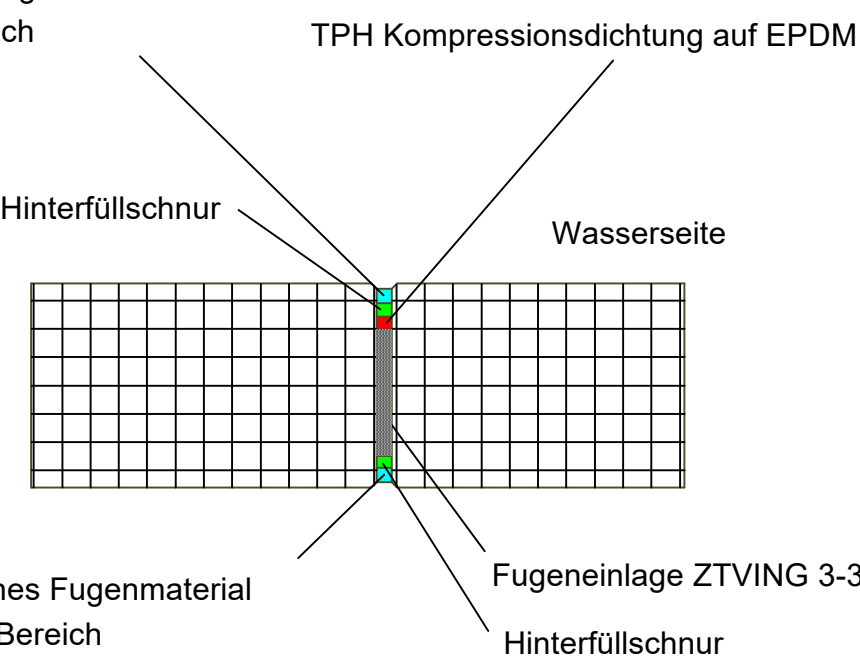 ch
TPH Kompressionsdichtung auf EPDM
Hinterfüllschnur
Wasserseite
Fugeneinlage ZTVING 3-3
nes Fugenmaterial
Bereich
Hinterfüllschnur